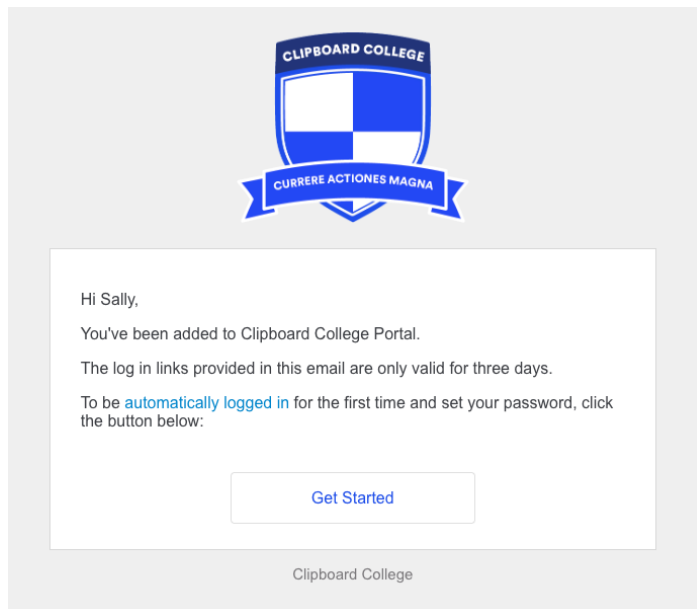 CLIPBOARD COLLEGE
CURRERE ACTIONES MAGNA
Hi Sally,
You've been added to Clipboard College Portal.
The log in links provided in this email are only valid for three days.
To be automatically logged in for the first time and set your password, click
the button below:
Get Started
Clipboard College